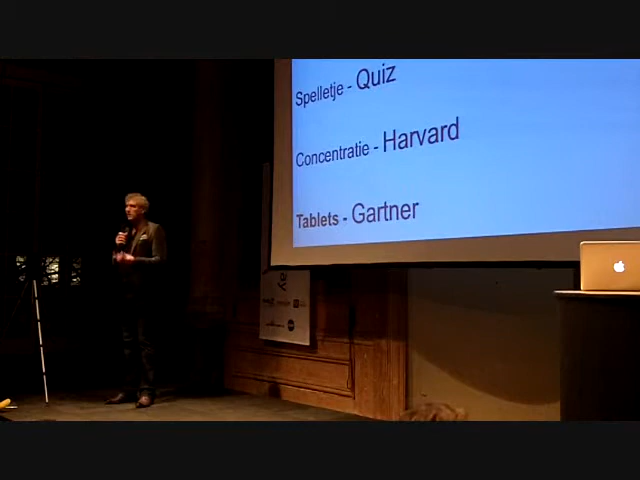 Spelletje - Quiz
Concentratie - Harvard
Tablets - Gartner